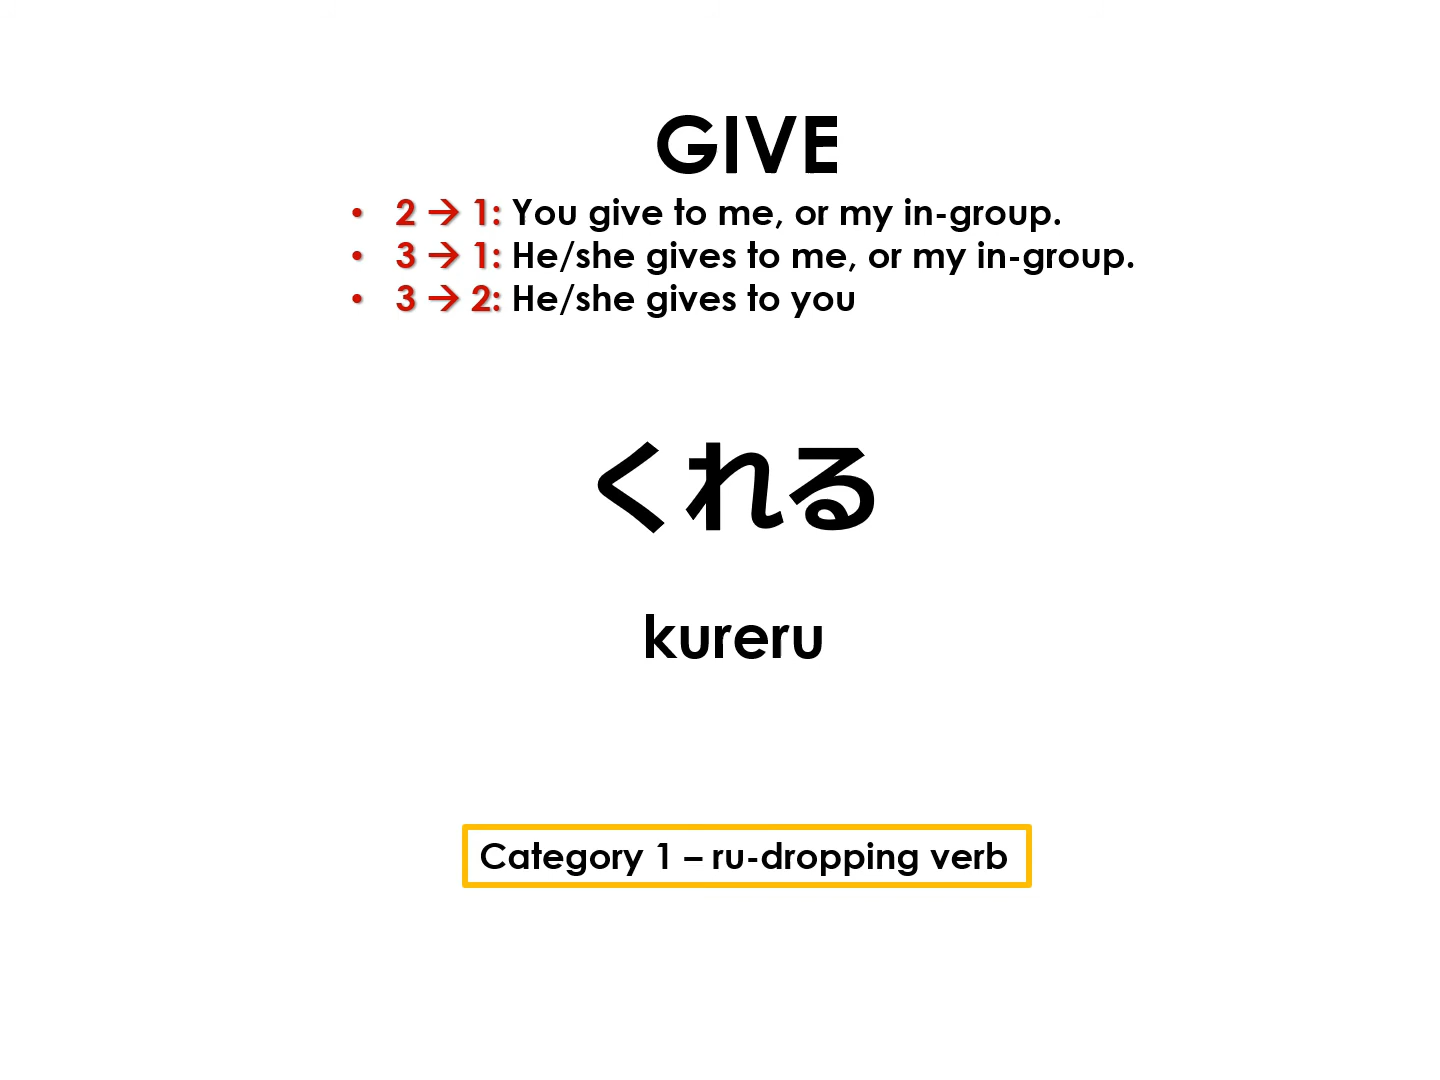 GIVE
• 2 → 1: You give to me, or my in-group.
• 3 → 1: He/she gives to me, or my in-group.
• 3 → 2: He/she gives to you
くれる
kureru
Category 1 – ru-dropping verb